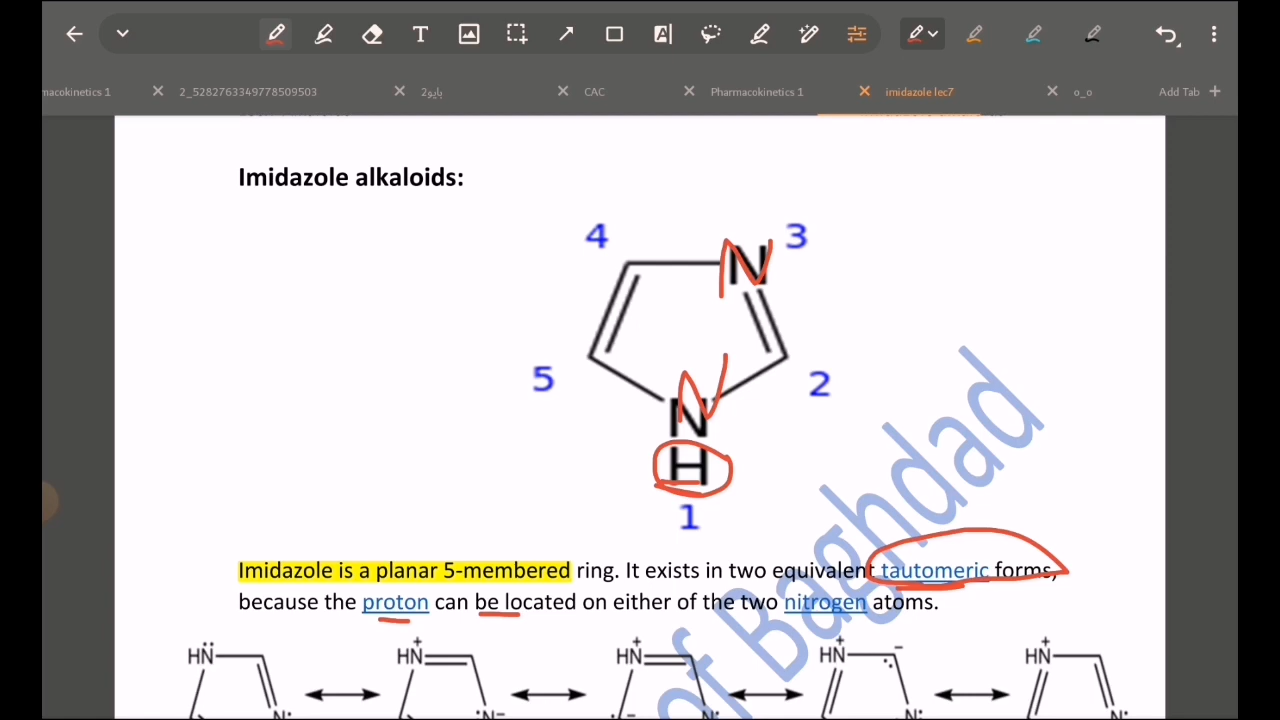 macokinetics 1
2_5282763349778509503
بايو2
CAC
Pharmacokinetics 1
imidazole lec7
o_o
Add Tab +
Imidazole alkaloids:
4
N 3
5
2
N
H
1
Imidazole is a planar 5-membered ring. It exists in two equivalent tautomeric forms,
because the proton can be located on either of the two nitrogen atoms.
of Baghdad
HN HN HN HN HN
N N N N N